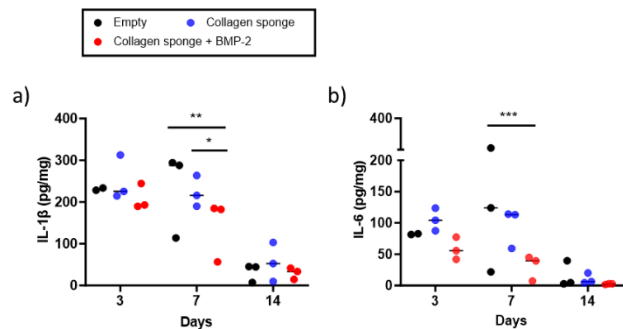 Empty
Collagen sponge
Collagen sponge + BMP-2
a)
400
300
200
100
0
IL-1β (pg/mg)
**
*
3
7
14
Days
b)
400
200
150
100
50
0
IL-6 (pg/mg)
***
3
7
14
Days